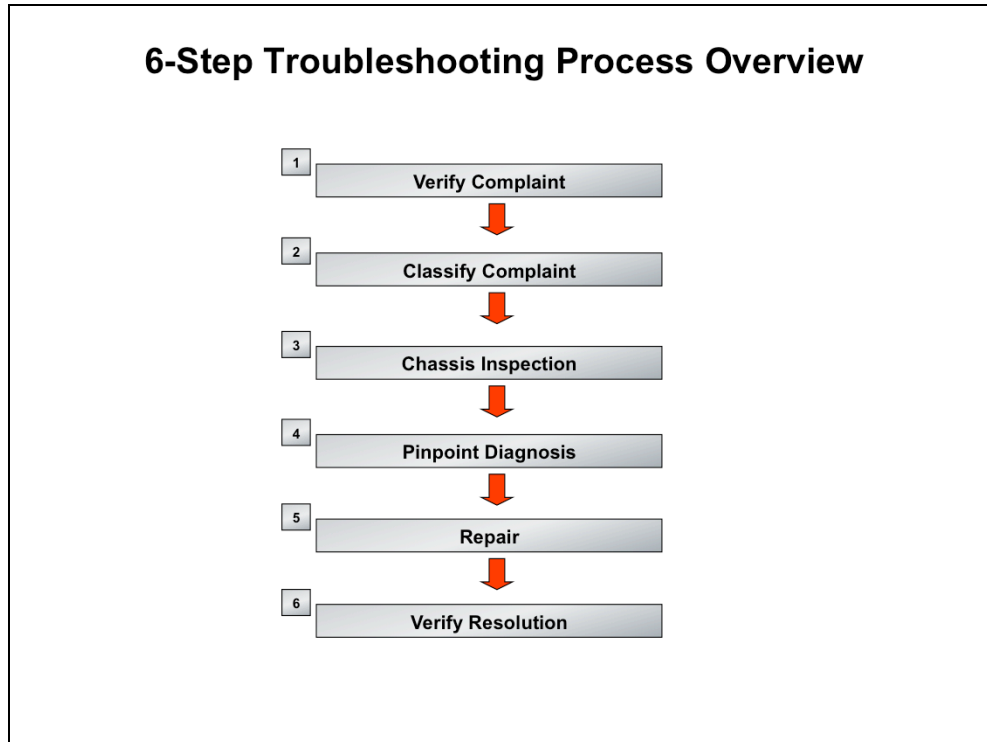 6-Step Troubleshooting Process Overview
1
Verify Complaint
2
Classify Complaint
3
Chassis Inspection
4
Pinpoint Diagnosis
5
Repair
6
Verify Resolution